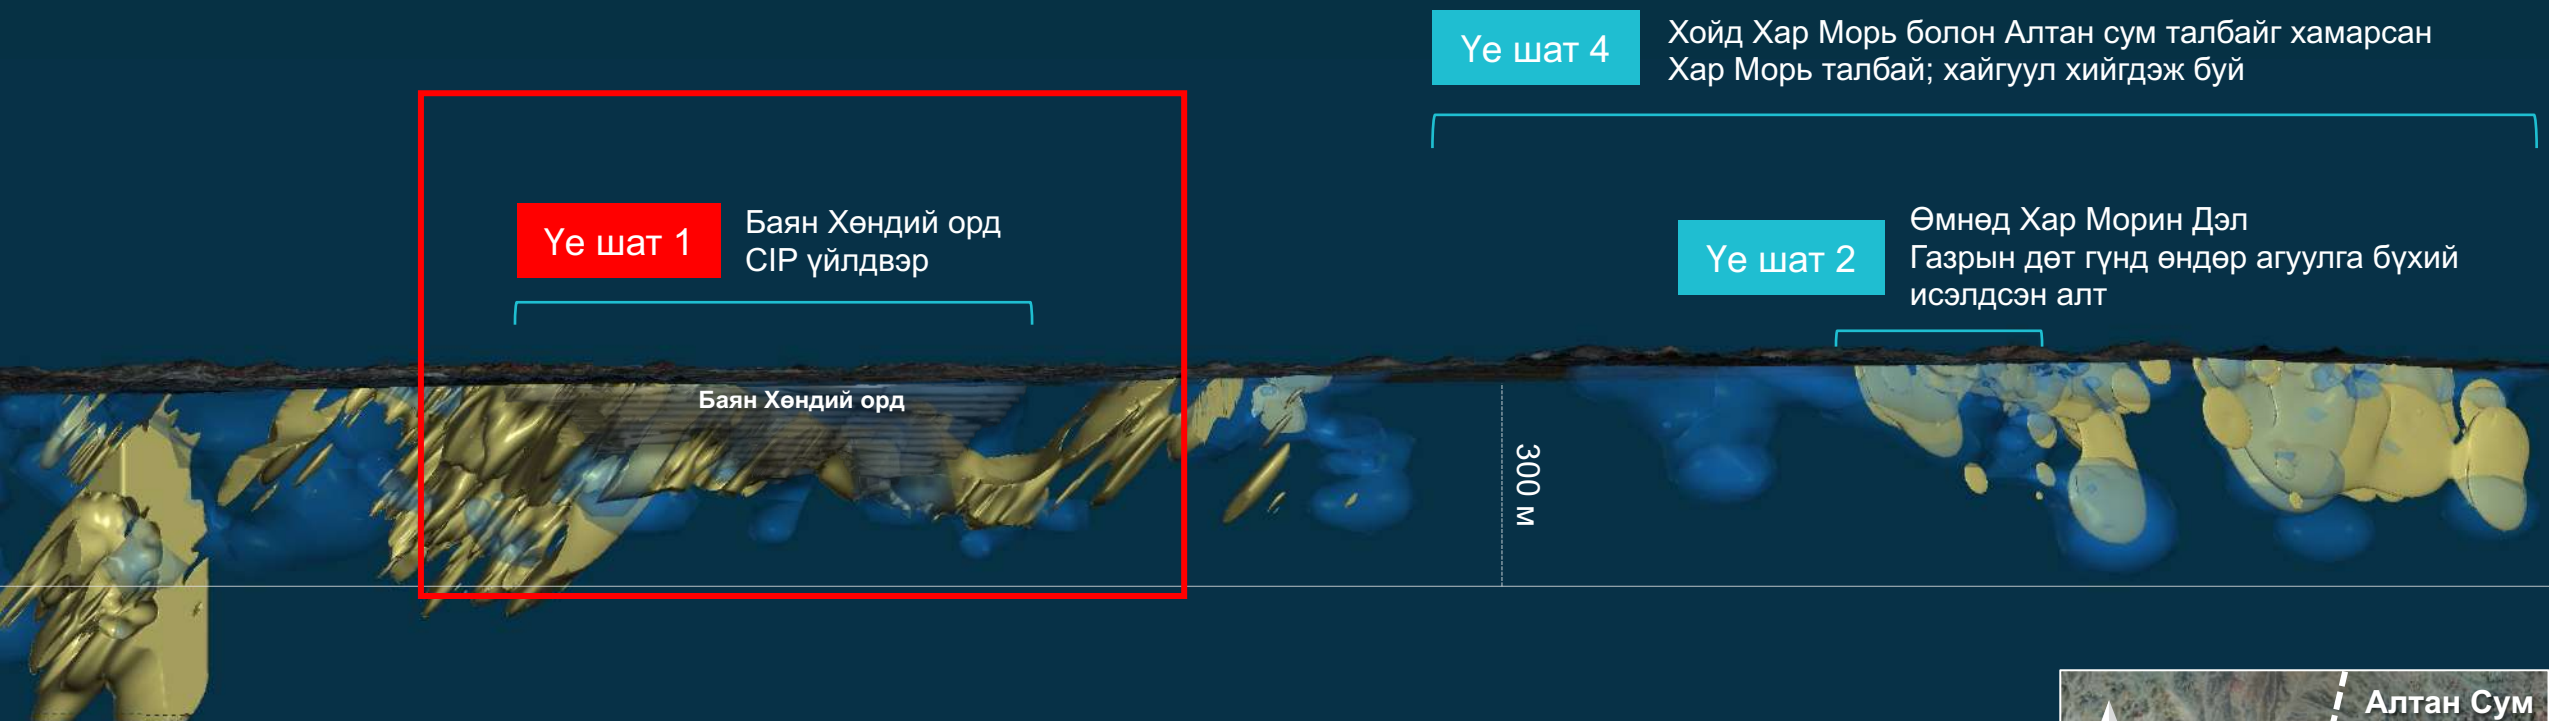 Үе шат 4
Хойд Хар Морь болон Алтан сум талбайг хамарсан
Хар Морь талбай; хайгуул хийгдэж буй
Үе шат 1
Баян Хөндий орд
CIP үйлдвэр
Үе шат 2
Өмнөд Хар Морин Дэл
Газрын дөт гүнд өндөр агуулга бүхий
исэлдсэн алт
Баян Хөндий орд
300 м
Алтан Сум